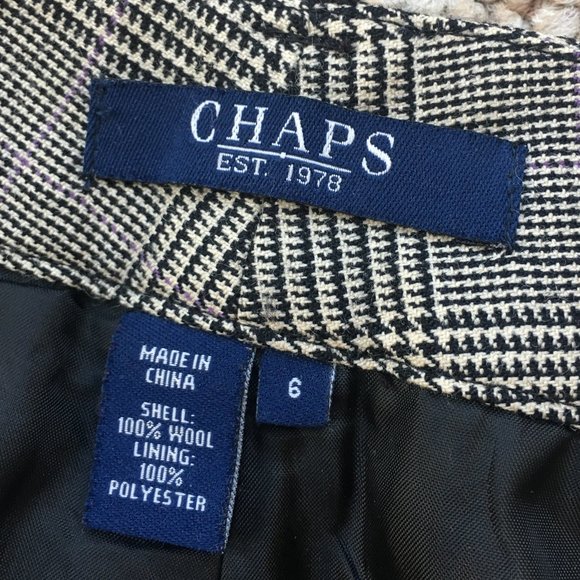 CHAPS
EST. 1978
MADE IN
CHINA
SHELL:
100% WOOL
LINING:
100%
POLYESTER
6